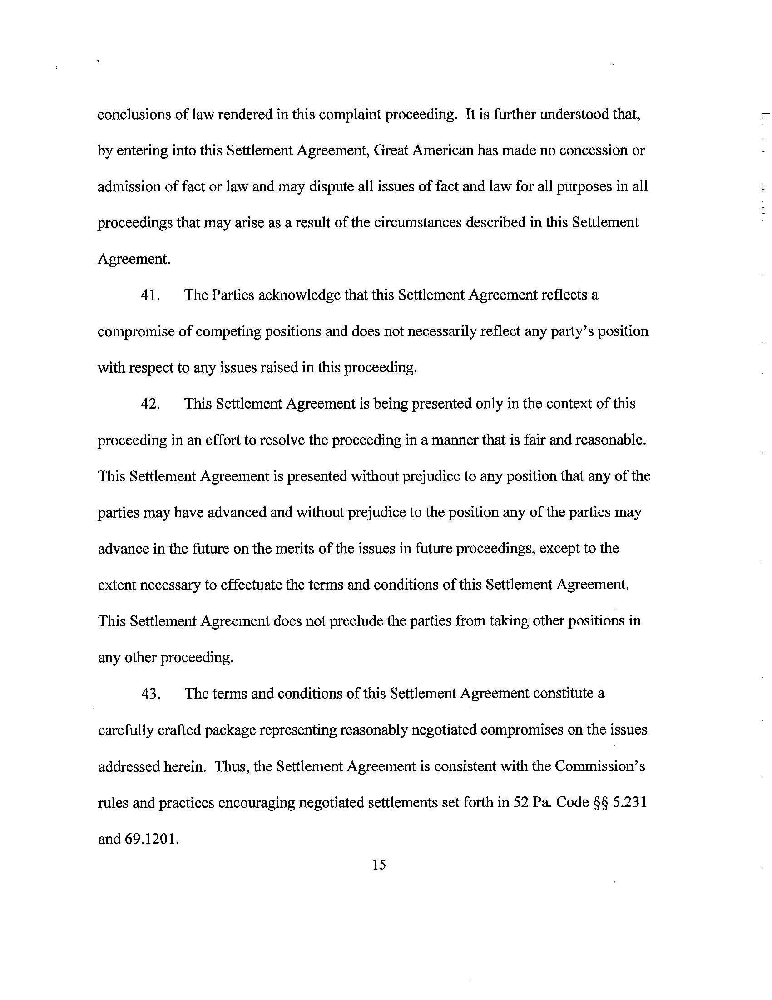 conclusions of law rendered in this complaint proceeding. It is further understood that,
by entering into this Settlement Agreement, Great American has made no concession or
admission of fact or law and may dispute all issues of fact and law for all purposes in all
proceedings that may arise as a result of the circumstances described in this Settlement
Agreement.
41. The Parties acknowledge that this Settlement Agreement reflects a
compromise of competing positions and does not necessarily reflect any party's position
with respect to any issues raised in this proceeding.
42. This Settlement Agreement is being presented only in the context of this
proceeding in an effort to resolve the proceeding in a manner that is fair and reasonable.
This Settlement Agreement is presented without prejudice to any position that any of the
parties may have advanced and without prejudice to the position any of the parties may
advance in the future on the merits of the issues in future proceedings, except to the
extent necessary to effectuate the terms and conditions of this Settlement Agreement.
This Settlement Agreement does not preclude the parties from taking other positions in
any other proceeding.
43. The terms and conditions of this Settlement Agreement constitute a
carefully crafted package representing reasonably negotiated compromises on the issues
addressed herein. Thus, the Settlement Agreement is consistent with the Commission's
rules and practices encouraging negotiated settlements set forth in 52 Pa. Code §§ 5.231
and 69.1201.
15